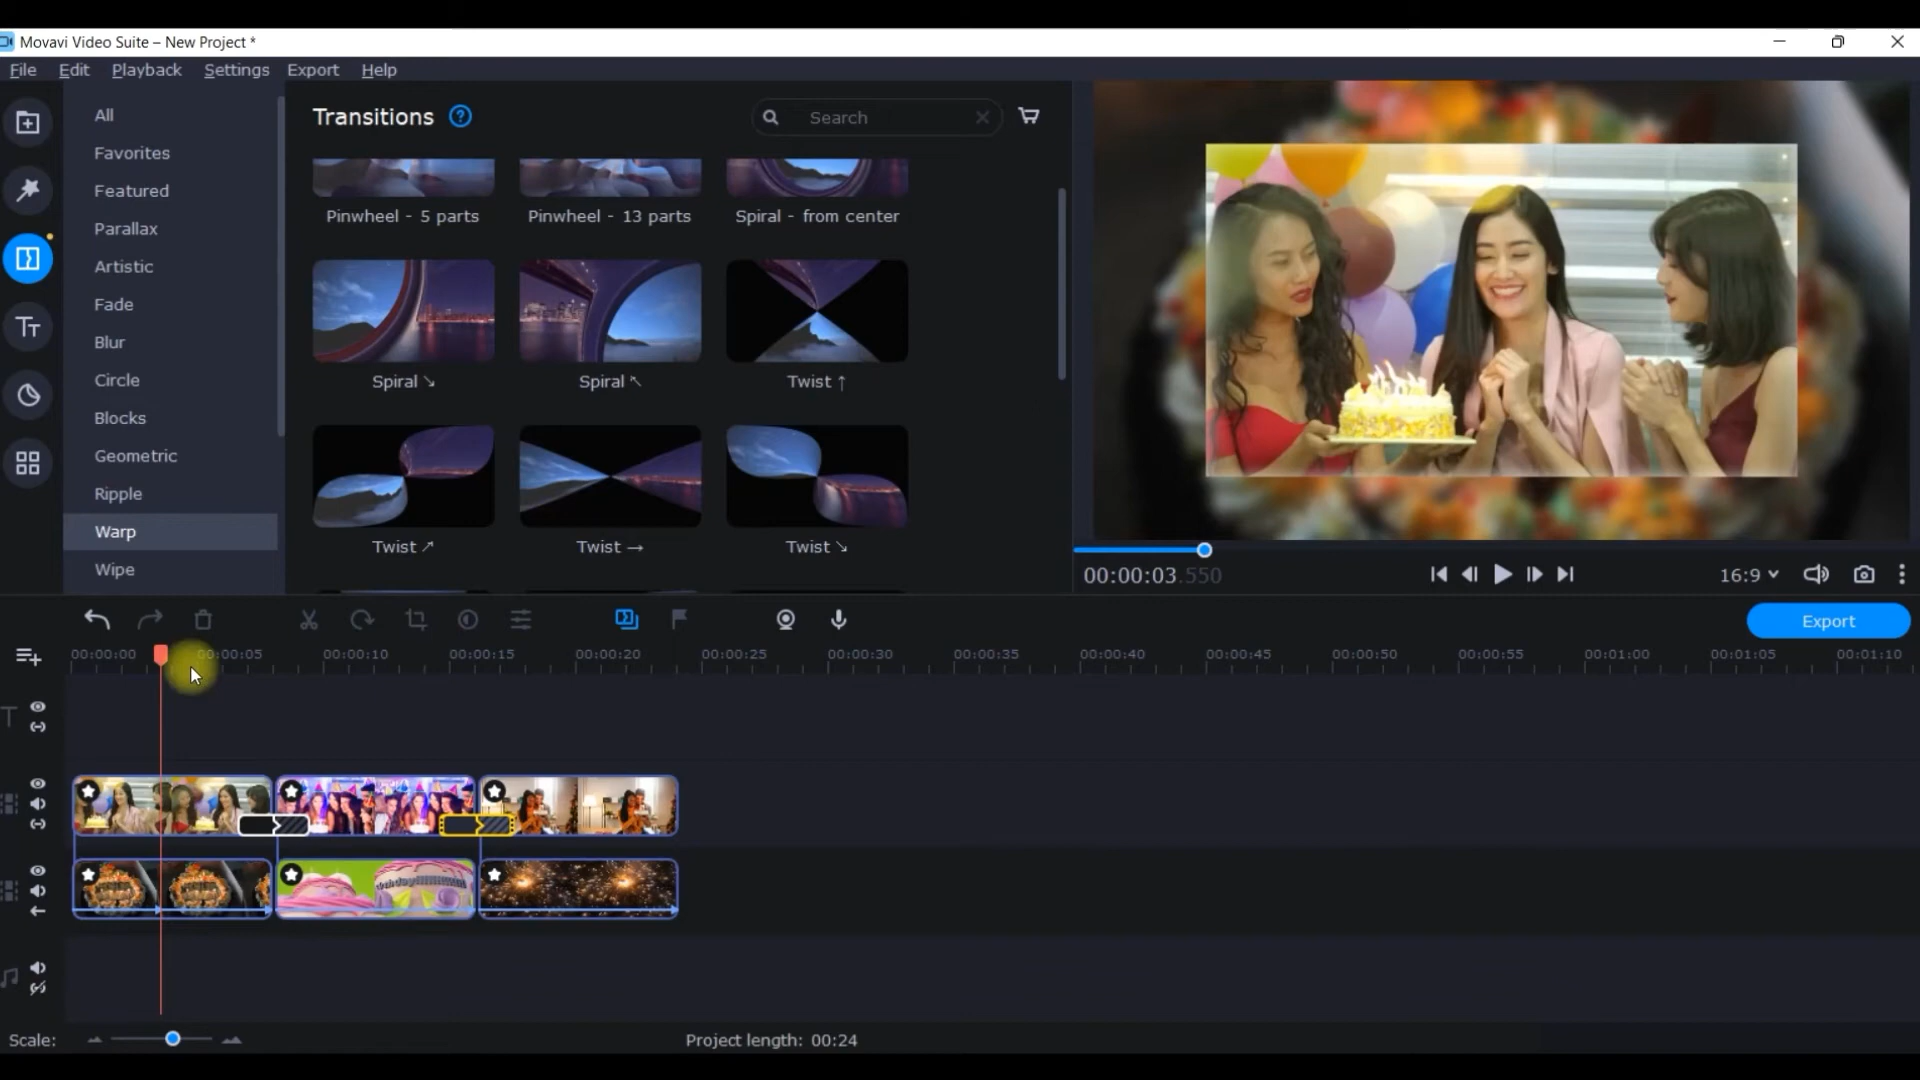 Movavi Video Suite – New Project *
File Edit Playback Settings Export Help
All
Favorites
Featured
Parallax
Artistic
Fade
Blur
Circle
Blocks
Geometric
Ripple
Warp
Wipe
Transitions ?
Search
Pinwheel - 5 parts
Pinwheel - 13 parts
Spiral - from center
Spiral ↘
Spiral ↖
Twist ↑
Twist ↗
Twist →
Twist ↘
00:00:03.550
16:9
Export
00:00:00 00:00:05 00:00:10 00:00:15 00:00:20 00:00:25 00:00:30 00:00:35 00:00:40 00:00:45 00:00:50 00:00:55 00:01:00 00:01:05 00:01:10
Scale:
Project length: 00:24